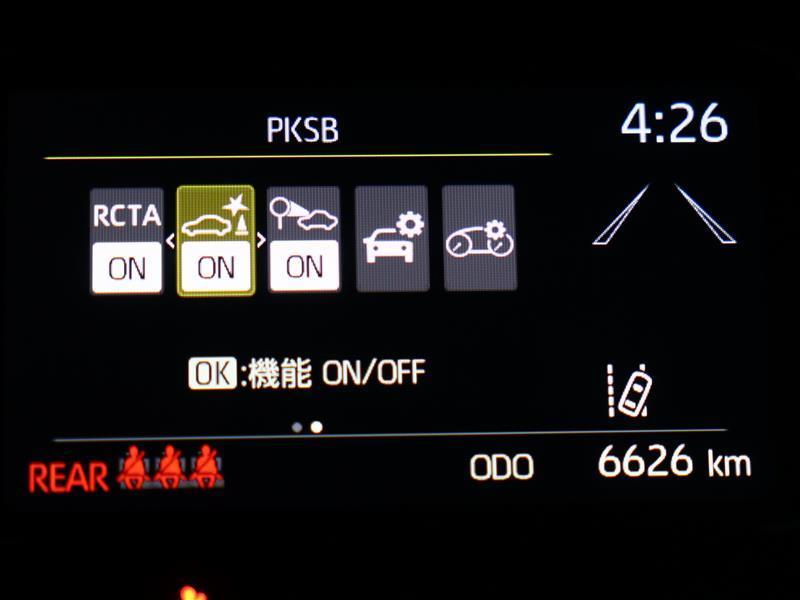 PKSB
4:26
RCTA
ON
ON
ON
OK:機能 ON/OFF
REAR
ODO 6626 km